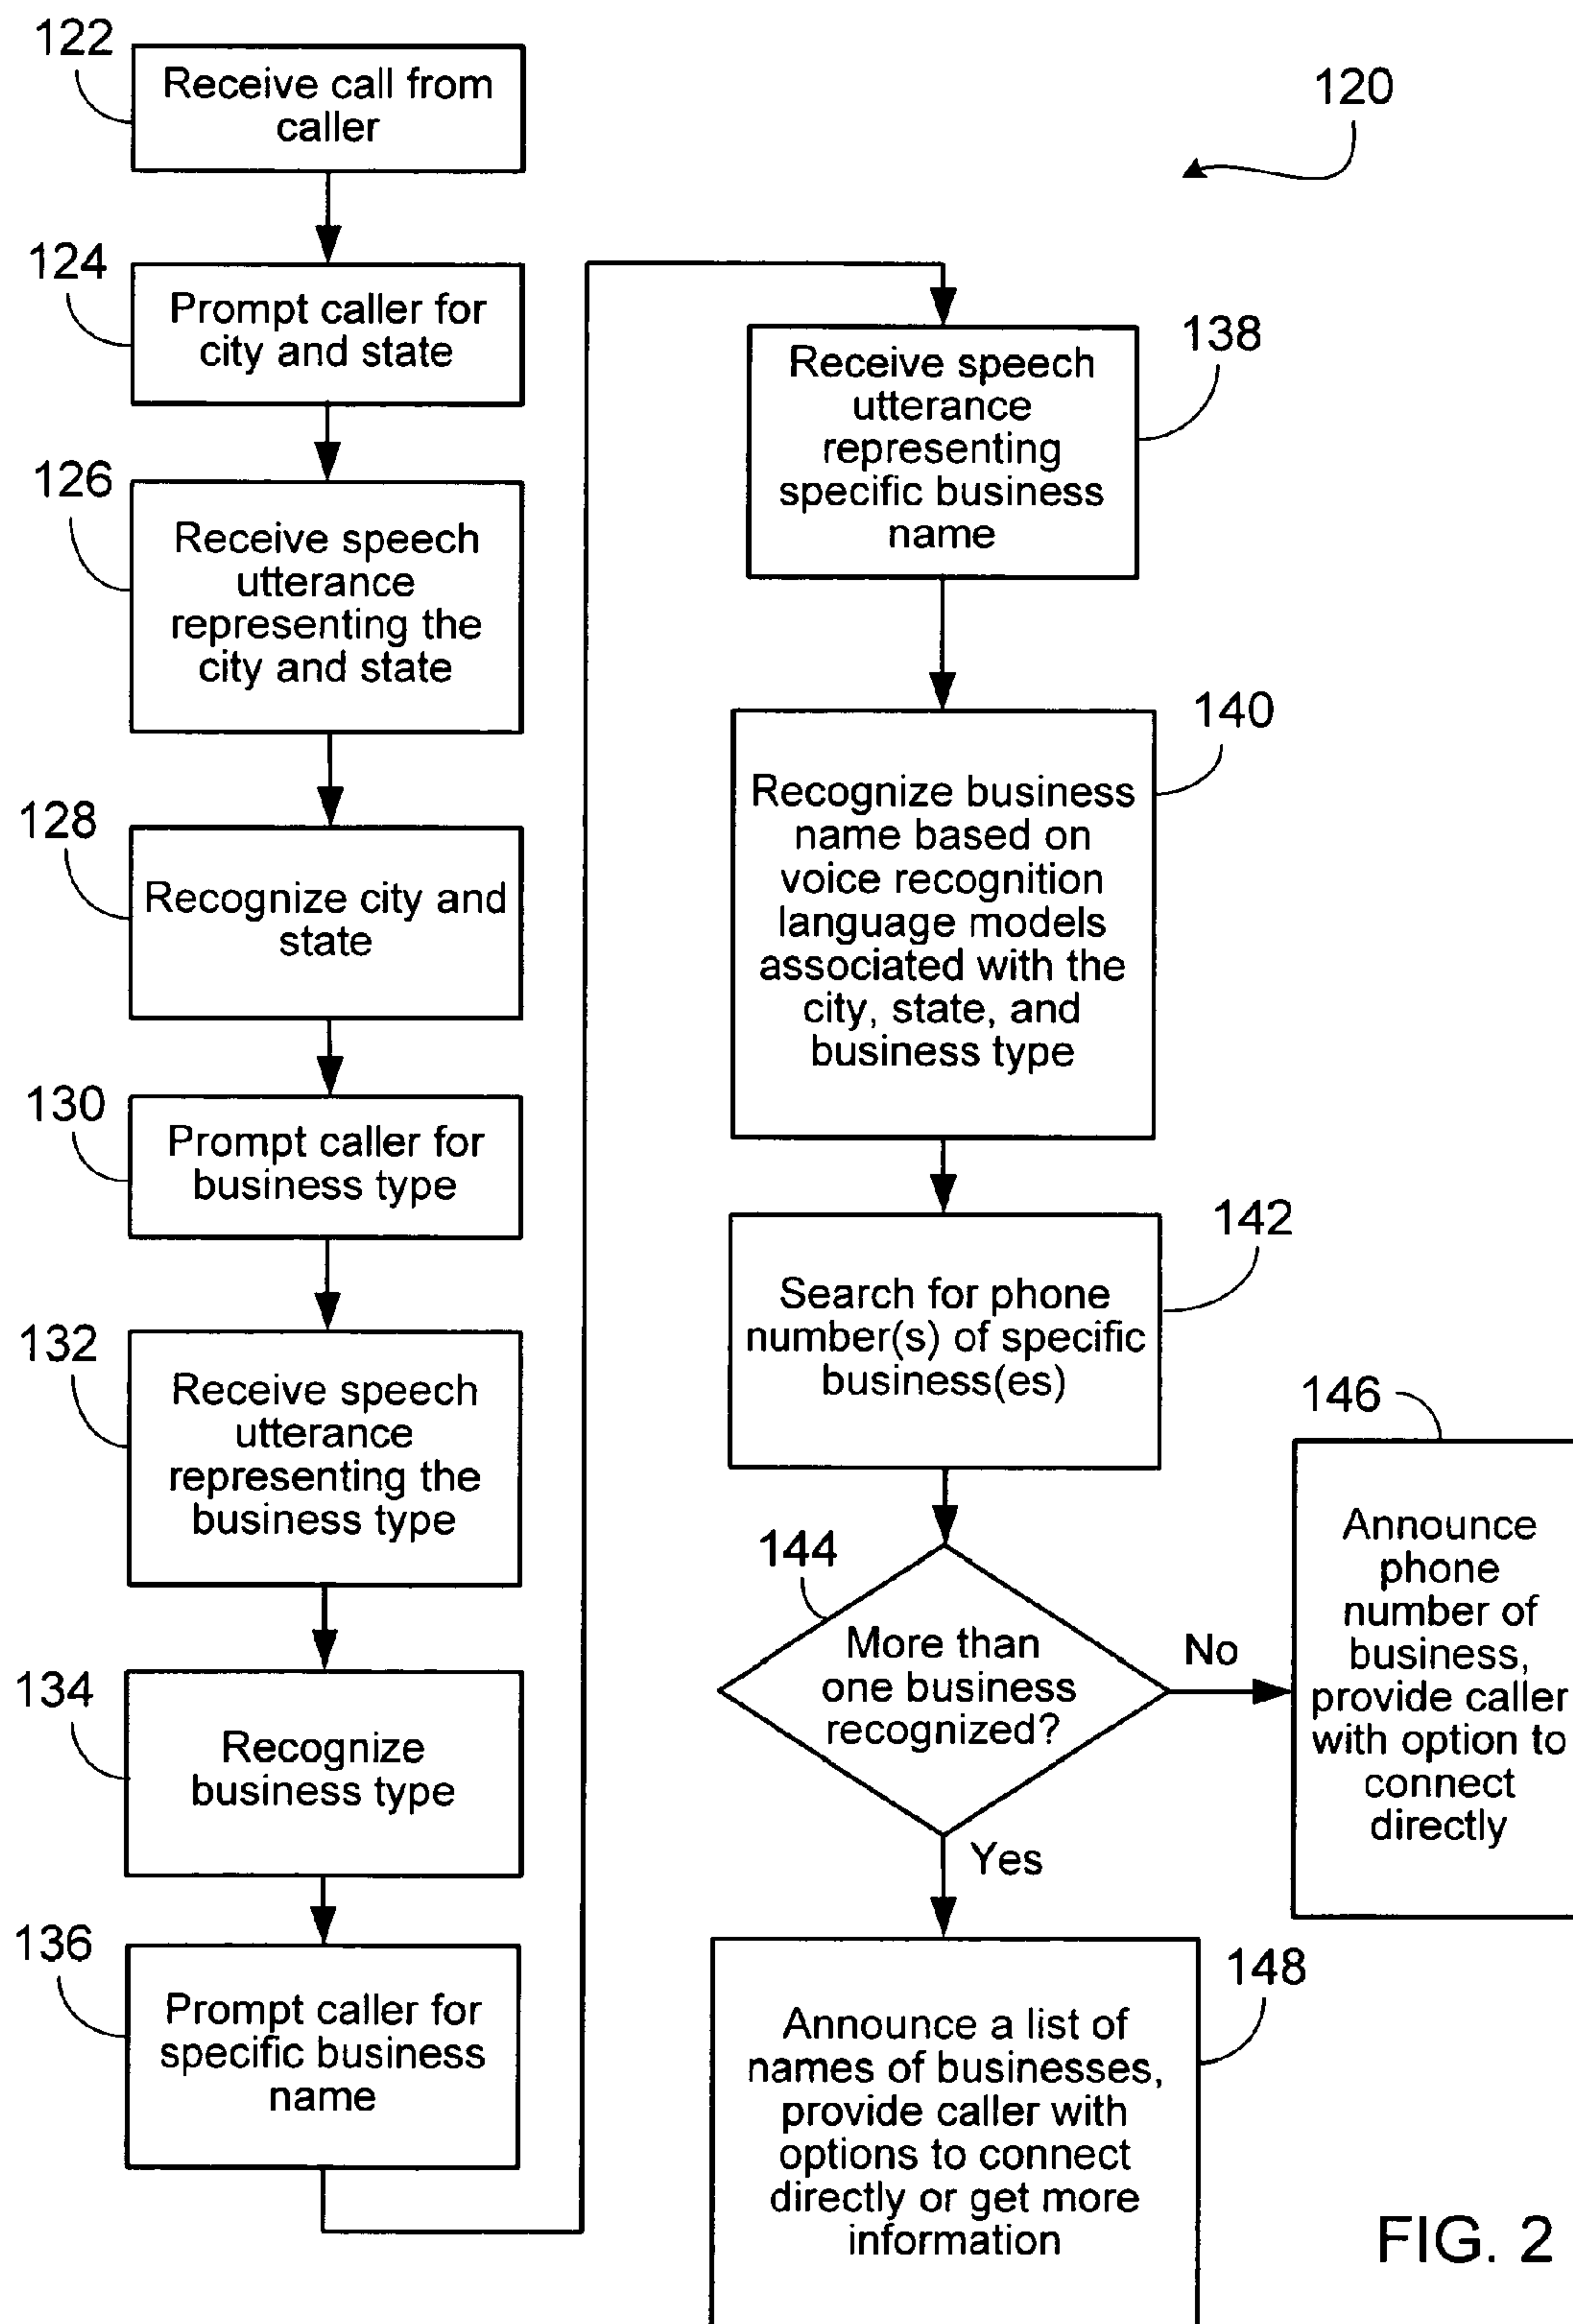 122
Receive call from
caller
124
Prompt caller for
city and state
126
Receive speech
utterance
representing the
city and state
128
Recognize city and
state
130
Prompt caller for
business type
132
Receive speech
utterance
representing the
business type
134
Recognize
business type
136
Prompt caller for
specific business
name
120
138
Receive speech
utterance
representing
specific business
name
140
Recognize business
name based on
voice recognition
language models
associated with the
city, state, and
business type
142
Search for phone
number(s) of specific
business(es)
144
More than
one business
recognized?
No
146
Announce
phone
number of
business,
provide caller
with option to
connect
directly
Yes
148
Announce a list of
names of businesses,
provide caller with
options to connect
directly or get more
information
FIG. 2